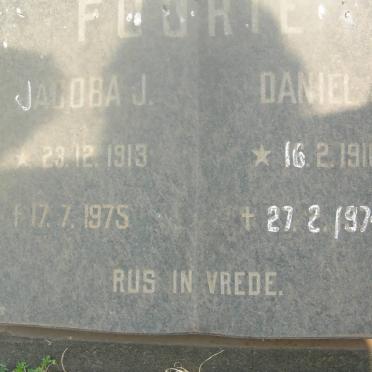 FOURIE
JACOBA J. DANIEL
★ 23.12.1913 ★ 16.2.191
† 17.7.1975 † 27.2.197
RUS IN VREDE.